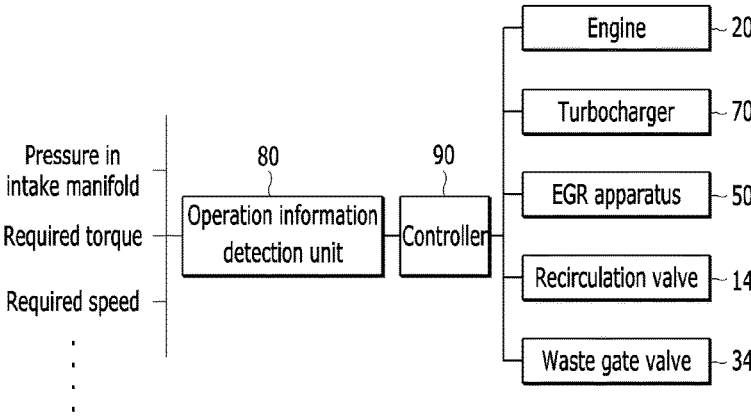 Engine
20
Turbocharger
70
80
90
Pressure in
intake manifold
EGR apparatus
50
Operation information
detection unit
Controller
Required torque
Recirculation valve
14
Required speed
Waste gate valve
34